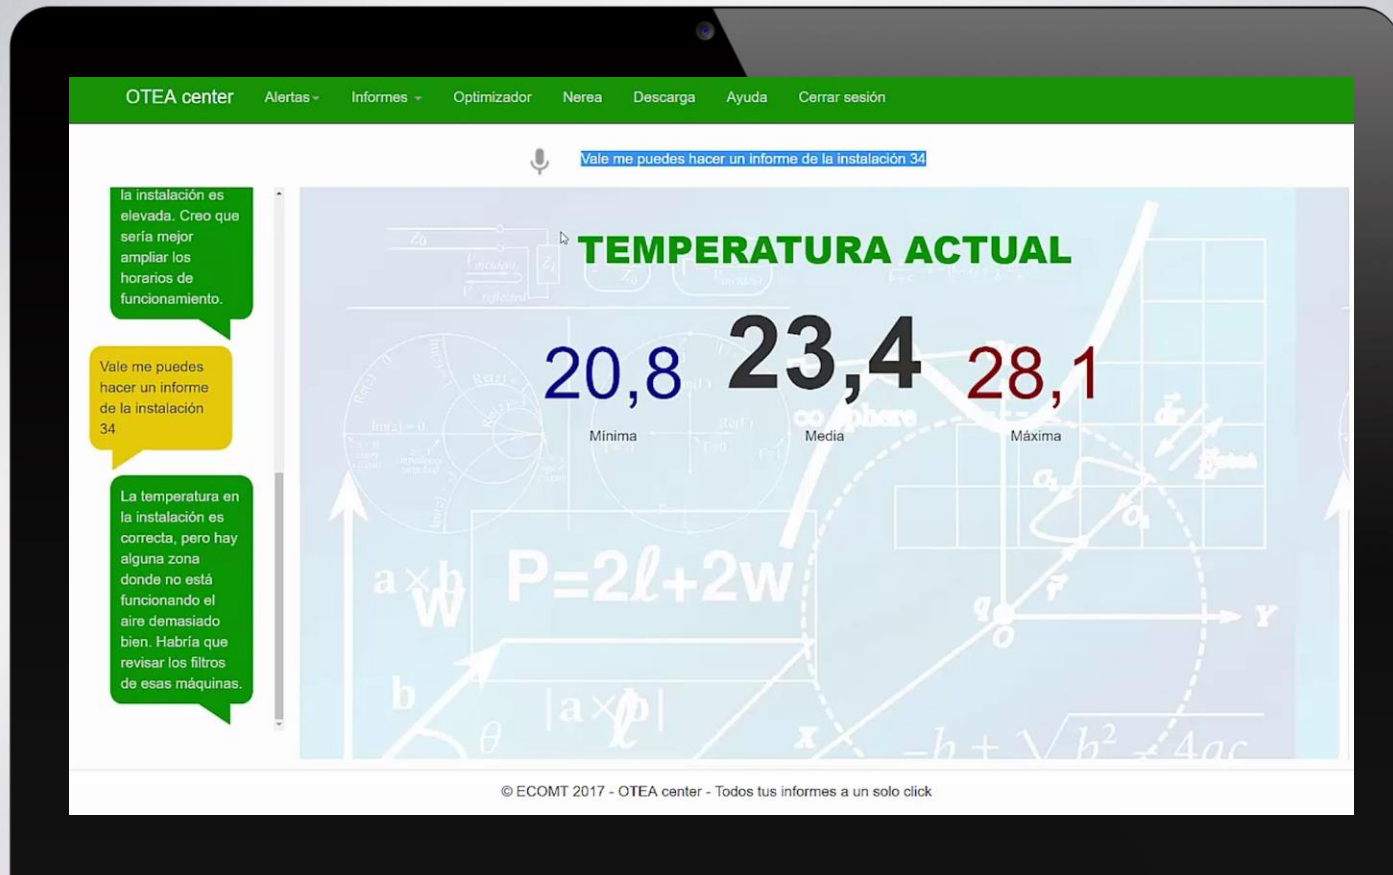 OTEA center Alertas Informes Optimizador Nerea Descarga Ayuda Cerrar sesión
Vale me puedes hacer un informe de la instalación 34
la instalación es
elevada. Creo que
sería mejor
ampliar los
horarios de
funcionamiento.
Vale me puedes
hacer un informe
de la instalación
34
La temperatura en
la instalación es
correcta, pero hay
alguna zona
donde no está
funcionando el
aire demasiado
bien. Habría que
revisar los filtros
de esas máquinas.
TEMPERATURA ACTUAL
20,8 23,4 28,1
Mínima Media Máxima
P=2ℓ+2w
a×b
W
b
θ
|a×b|
ℓ
q
O
Y
X
-b + √b² - 4ac
© ECOMT 2017 - OTEA center - Todos tus informes a un solo click